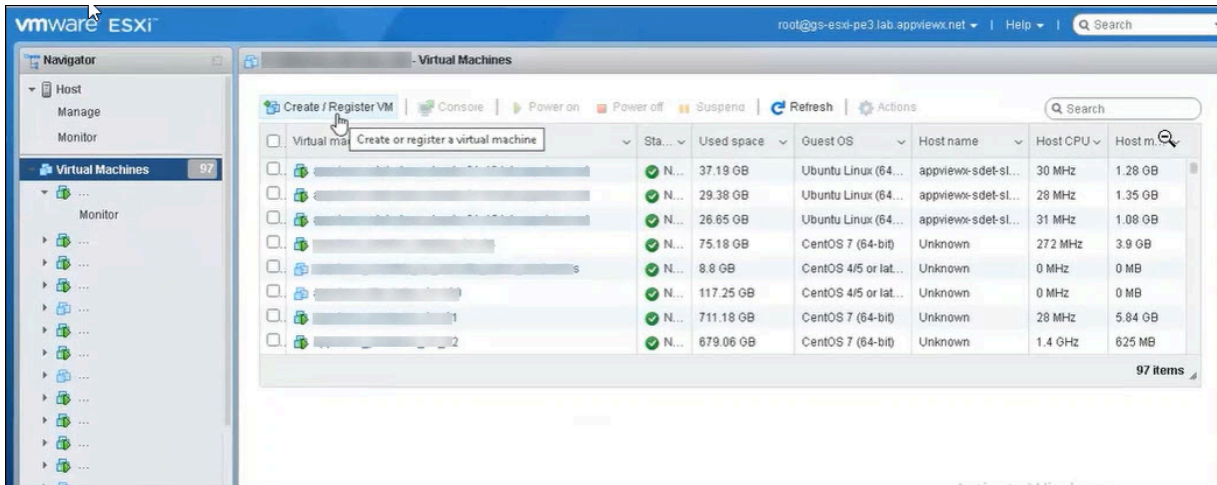 vmware ESXi™
root@gs-esxi-pe3.lab.appviewx.net | Help | Search
Navigator
- Virtual Machines
Host
Manage
Monitor
Virtual Machines 97
...
Monitor
...
...
...
...
...
...
...
...
...
...
Create / Register VM | Console | Power on Power off Suspend | Refresh | Actions
Search
Create or register a virtual machine
Virtual ma Sta... Used space Guest OS Host name Host CPU Host m...
N... 37.19 GB Ubuntu Linux (64... appviewx-sdet-sl... 30 MHz 1.28 GB
N... 29.38 GB Ubuntu Linux (64... appviewx-sdet-sl... 28 MHz 1.35 GB
N... 26.65 GB Ubuntu Linux (64... appviewx-sdet-sl... 31 MHz 1.08 GB
N... 75.18 GB CentOS 7 (64-bit) Unknown 272 MHz 3.9 GB
s N... 8.8 GB CentOS 4/5 or lat... Unknown 0 MHz 0 MB
N... 117.25 GB CentOS 4/5 or lat... Unknown 0 MHz 0 MB
1 N... 711.18 GB CentOS 7 (64-bit) Unknown 28 MHz 5.84 GB
2 N... 679.06 GB CentOS 7 (64-bit) Unknown 1.4 GHz 625 MB
97 items